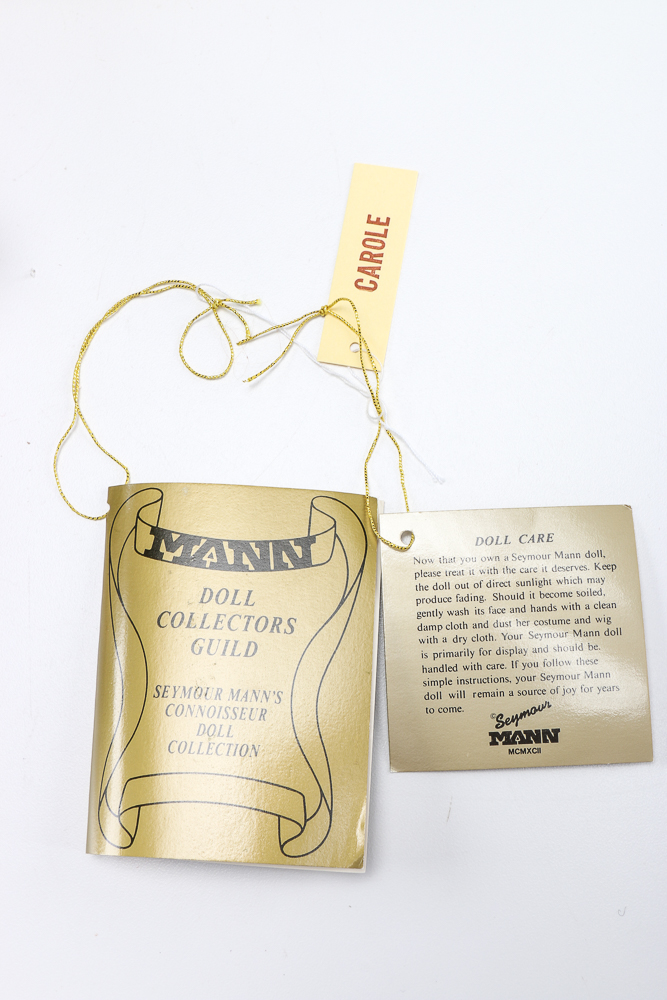 CAROLE
MANN
DOLL
COLLECTORS
GUILD
SEYMOUR MANN'S
CONNOISSEUR
DOLL
COLLECTION
DOLL CARE
Now that you own a Seymour Mann doll,
please treat it with the care it deserves. Keep
the doll out of direct sunlight which may
produce fading. Should it become soiled,
gently wash its face and hands with a clean
damp cloth and dust her costume and wig
with a dry cloth. Your Seymour Mann doll
is primarily for display and should be.
handled with care. If you follow these
simple instructions, your Seymour Mann
doll will remain a source of joy for years
to come.
©Seymour
MANN
MCMXCII